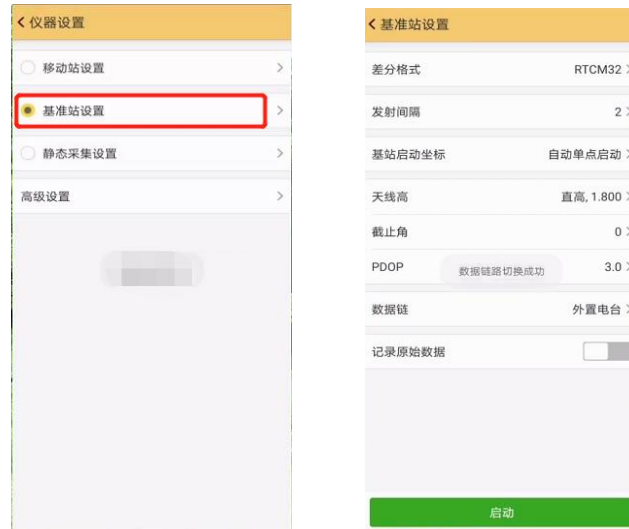 仪器设置
移动站设置
基准站设置
静态采集设置
高级设置
基准站设置
差分格式 RTCM32
发射间隔 2
基站启动坐标 自动单点启动
天线高 直高, 1.800
截止角 0
PDOP 3.0
数据链路切换成功
数据链 外置电台
记录原始数据
启动